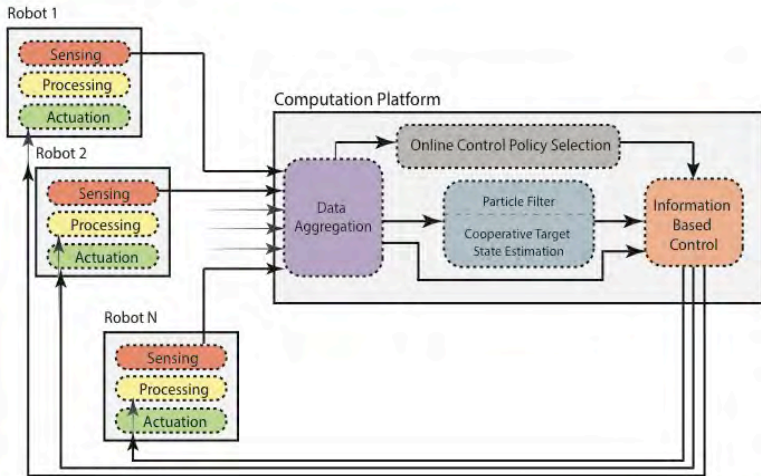 Robot 1
Sensing
Processing
Actuation
Robot 2
Sensing
Processing
Actuation
Robot N
Sensing
Processing
Actuation
Computation Platform
Data
Aggregation
Online Control Policy Selection
Particle Filter
Cooperative Target
State Estimation
Information
Based
Control